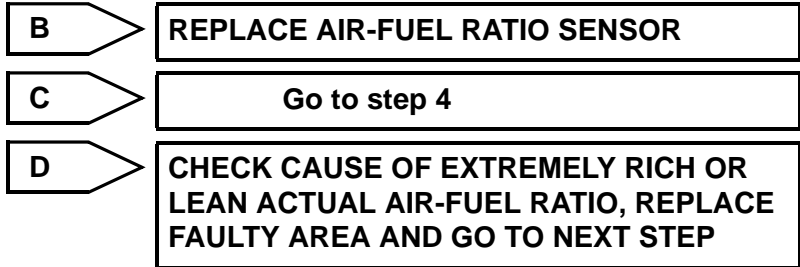 B
REPLACE AIR-FUEL RATIO SENSOR
C
Go to step 4
D
CHECK CAUSE OF EXTREMELY RICH OR
LEAN ACTUAL AIR-FUEL RATIO, REPLACE
FAULTY AREA AND GO TO NEXT STEP